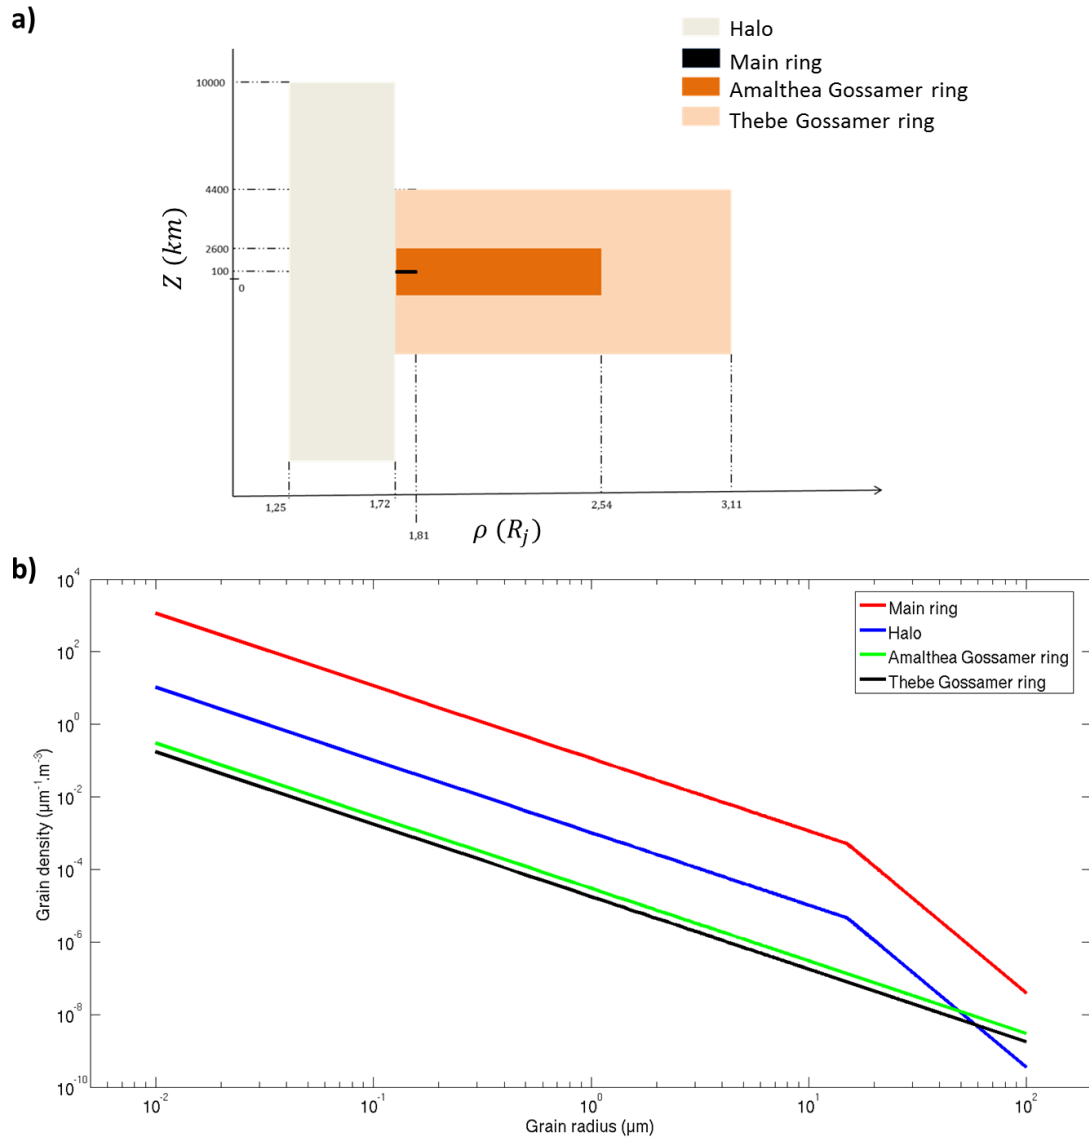 a)
Halo
Main ring
Amalthea Gossamer ring
Thebe Gossamer ring
10000
4400
2600
100
0
Z (km)
1,25
1,72
1,81
2,54
3,11
ρ (R_j)
b)
10^4
10^2
10^0
10^-2
10^-4
10^-6
10^-8
10^-10
Grain density (μm^-1.m^-3)
Main ring
Halo
Amalthea Gossamer ring
Thebe Gossamer ring
10^-2
10^-1
10^0
10^1
10^2
Grain radius (μm)